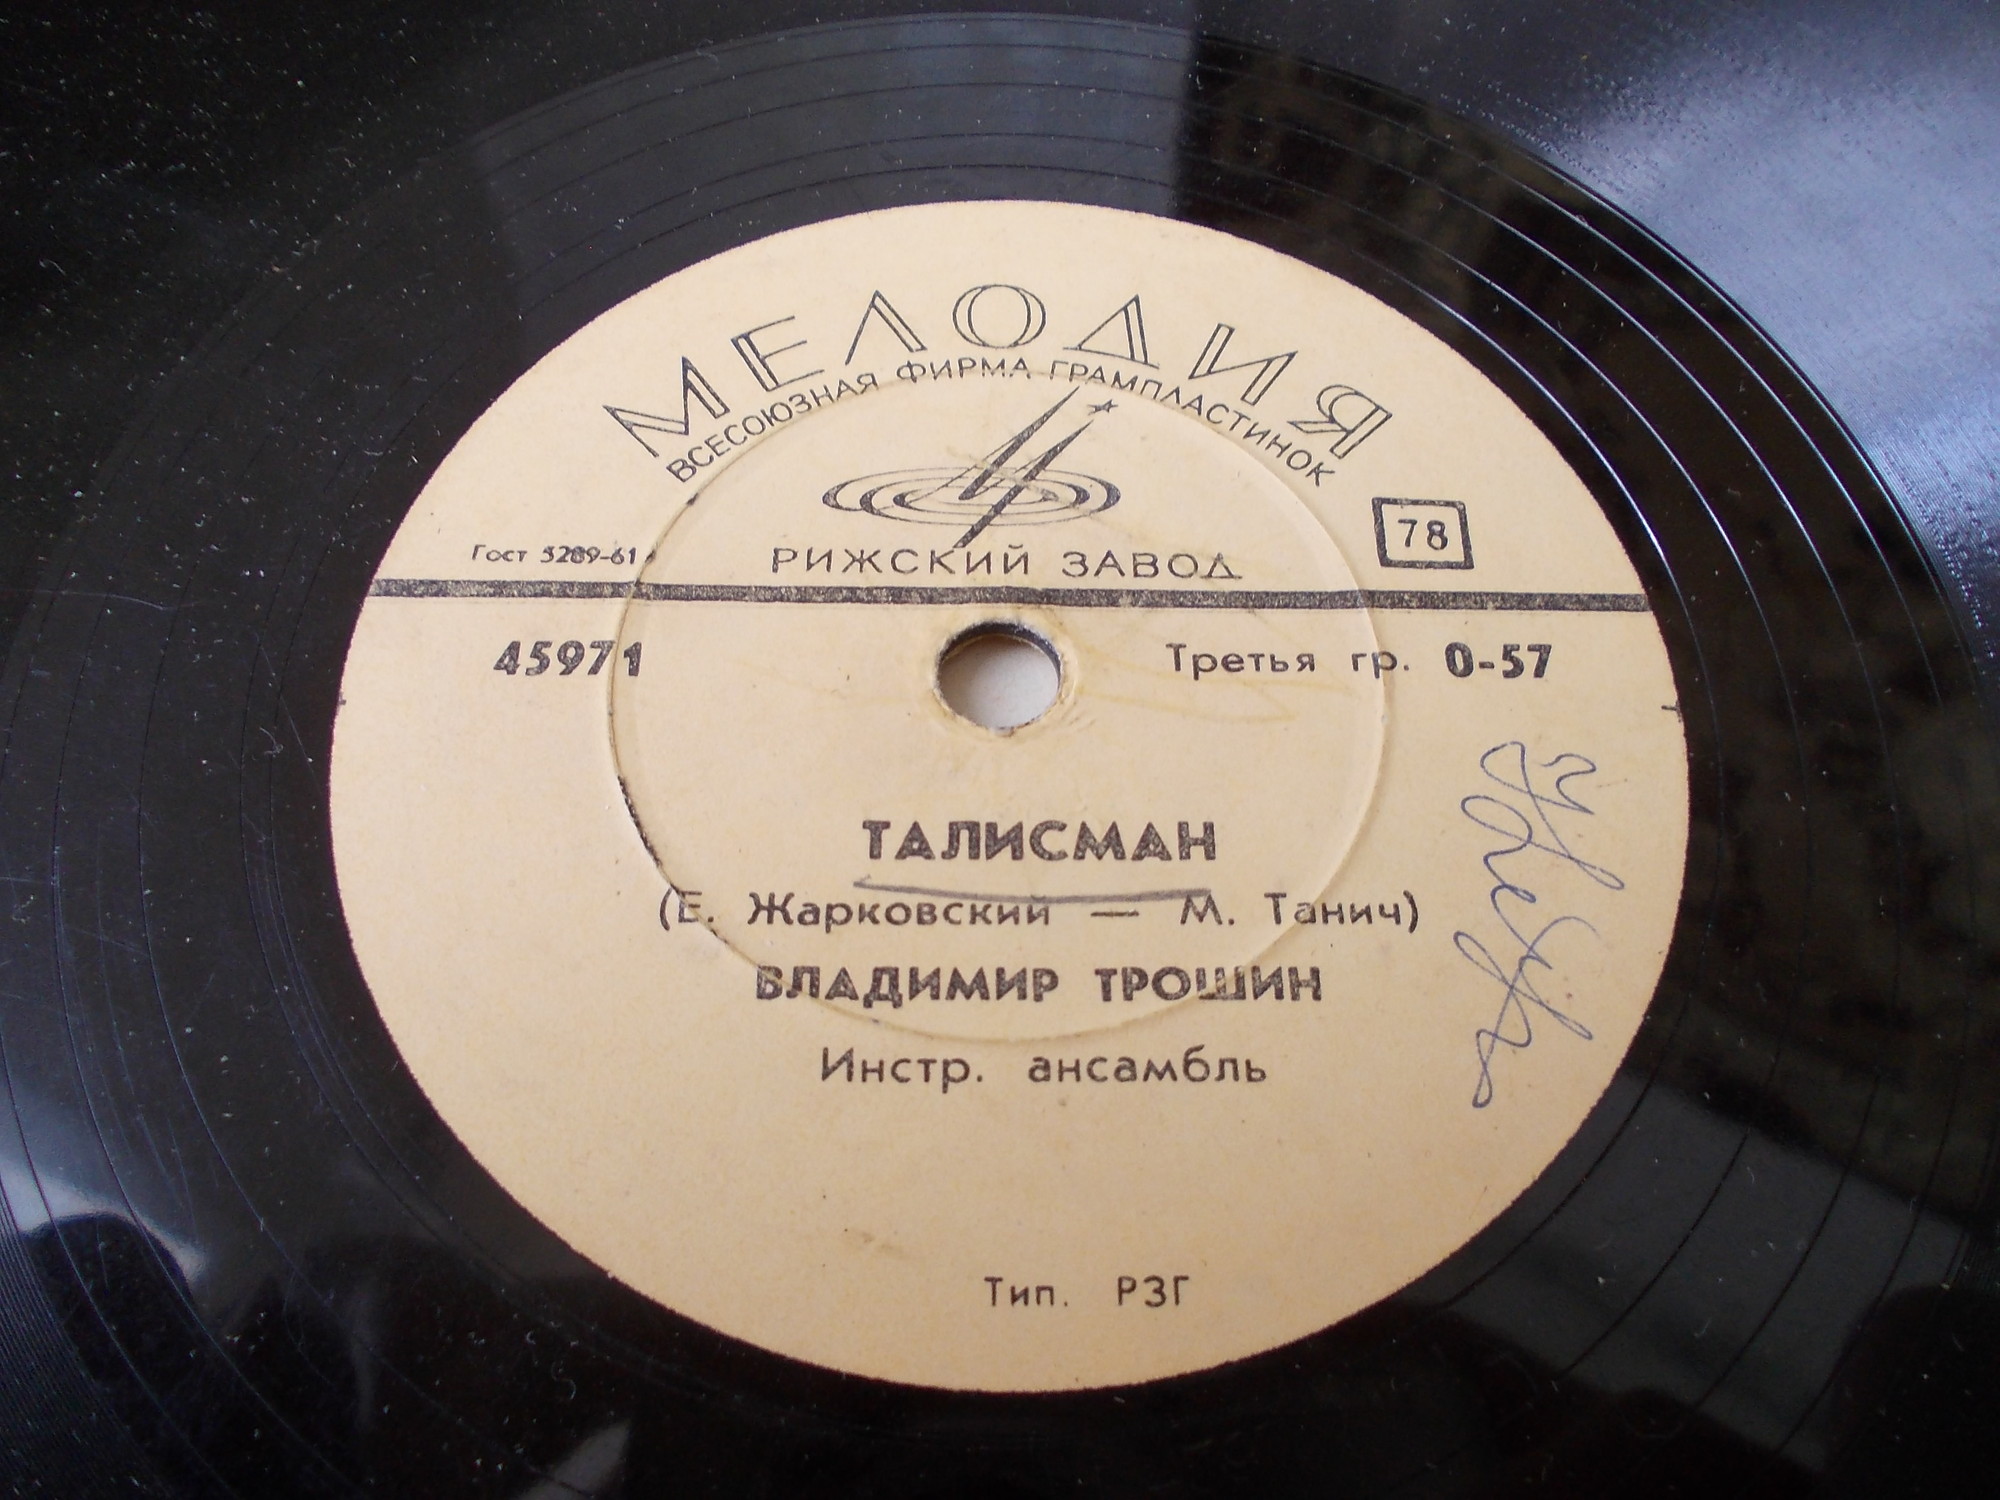 МЕЛОДИЯ
ВСЕСОЮЗНАЯ ФИРМА ГРАМПЛАСТИНОК
78
Гост 5289-61
РИЖСКИЙ ЗАВОД
45971
Третья гр. 0-57
ТАЛИСМАН
(Е. Жарковский — М. Танич)
ВЛАДИМИР ТРОШИН
Инстр. ансамбль
Тип. РЗГ